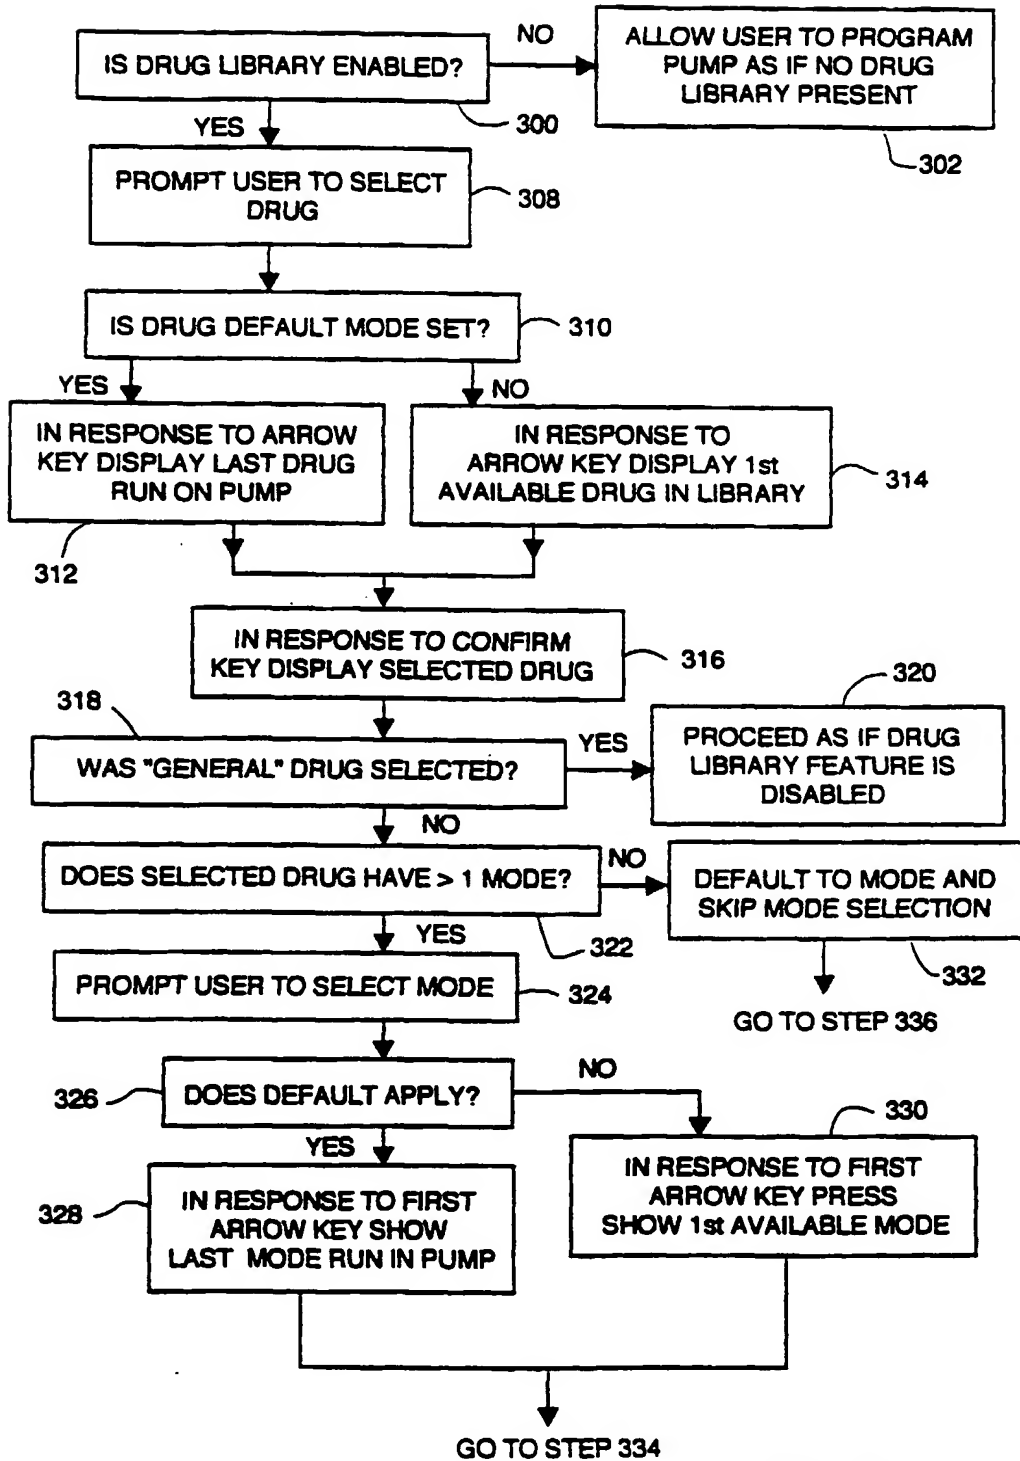 IS DRUG LIBRARY ENABLED?
NO
ALLOW USER TO PROGRAM
PUMP AS IF NO DRUG
LIBRARY PRESENT
300
302
YES
PROMPT USER TO SELECT
DRUG
308
IS DRUG DEFAULT MODE SET?
310
YES
NO
IN RESPONSE TO ARROW
KEY DISPLAY LAST DRUG
RUN ON PUMP
312
IN RESPONSE TO
ARROW KEY DISPLAY 1st
AVAILABLE DRUG IN LIBRARY
314
IN RESPONSE TO CONFIRM
KEY DISPLAY SELECTED DRUG
316
318
WAS "GENERAL" DRUG SELECTED?
YES
320
PROCEED AS IF DRUG
LIBRARY FEATURE IS
DISABLED
NO
DOES SELECTED DRUG HAVE > 1 MODE?
322
NO
DEFAULT TO MODE AND
SKIP MODE SELECTION
332
GO TO STEP 336
YES
PROMPT USER TO SELECT MODE
324
326
DOES DEFAULT APPLY?
NO
YES
328
IN RESPONSE TO FIRST
ARROW KEY SHOW
LAST MODE RUN IN PUMP
330
IN RESPONSE TO FIRST
ARROW KEY PRESS
SHOW 1st AVAILABLE MODE
GO TO STEP 334